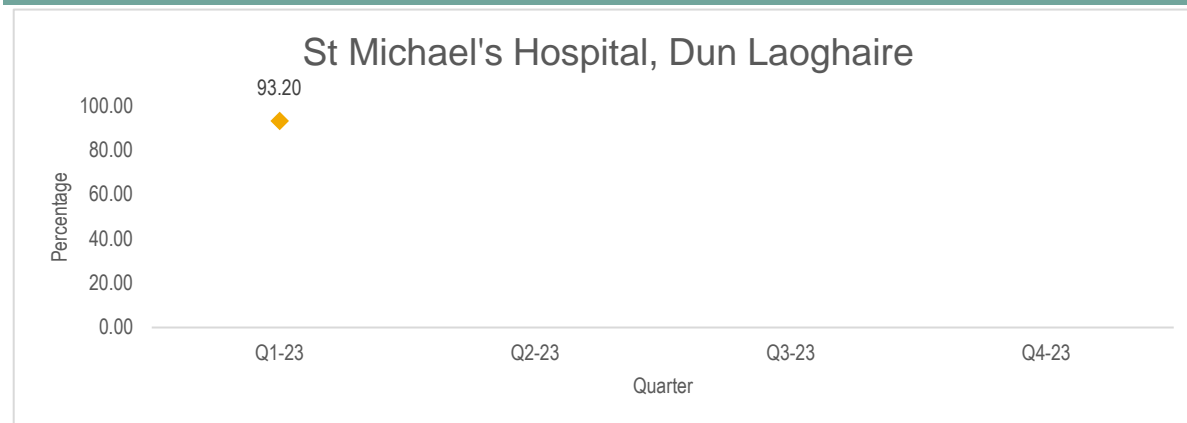 St Michael's Hospital, Dun Laoghaire
93.20
100.00
80.00
60.00
40.00
20.00
0.00
Percentage
Q1-23 Q2-23 Q3-23 Q4-23
Quarter